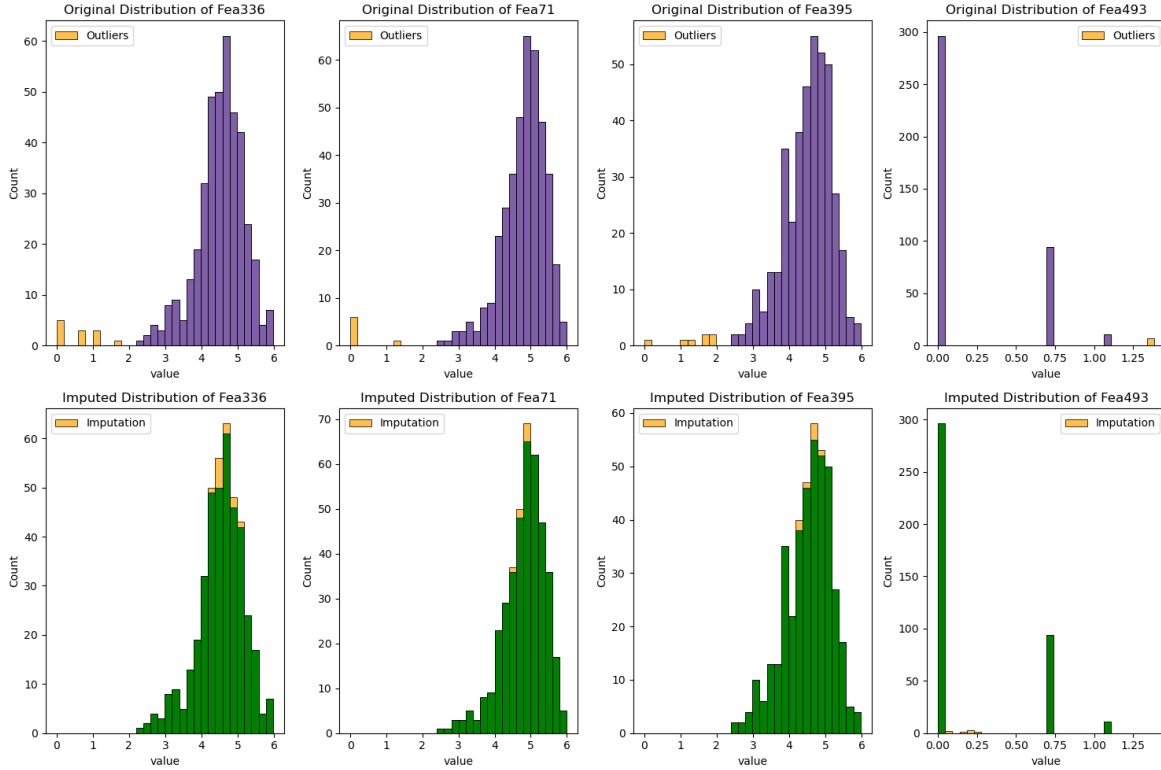 Original Distribution of Fea336
Outliers
Count
60
50
40
30
20
10
0
0 1 2 3 4 5 6
value
Original Distribution of Fea71
Outliers
Count
60
50
40
30
20
10
0
0 1 2 3 4 5 6
value
Original Distribution of Fea395
Outliers
Count
50
40
30
20
10
0
0 1 2 3 4 5 6
value
Original Distribution of Fea493
Outliers
Count
300
250
200
150
100
50
0
0.00 0.25 0.50 0.75 1.00 1.25
value
Imputed Distribution of Fea336
Imputation
Count
60
50
40
30
20
10
0
0 1 2 3 4 5 6
value
Imputed Distribution of Fea71
Imputation
Count
70
60
50
40
30
20
10
0
0 1 2 3 4 5 6
value
Imputed Distribution of Fea395
Imputation
Count
60
50
40
30
20
10
0
0 1 2 3 4 5 6
value
Imputed Distribution of Fea493
Imputation
Count
300
250
200
150
100
50
0
0.00 0.25 0.50 0.75 1.00 1.25
value